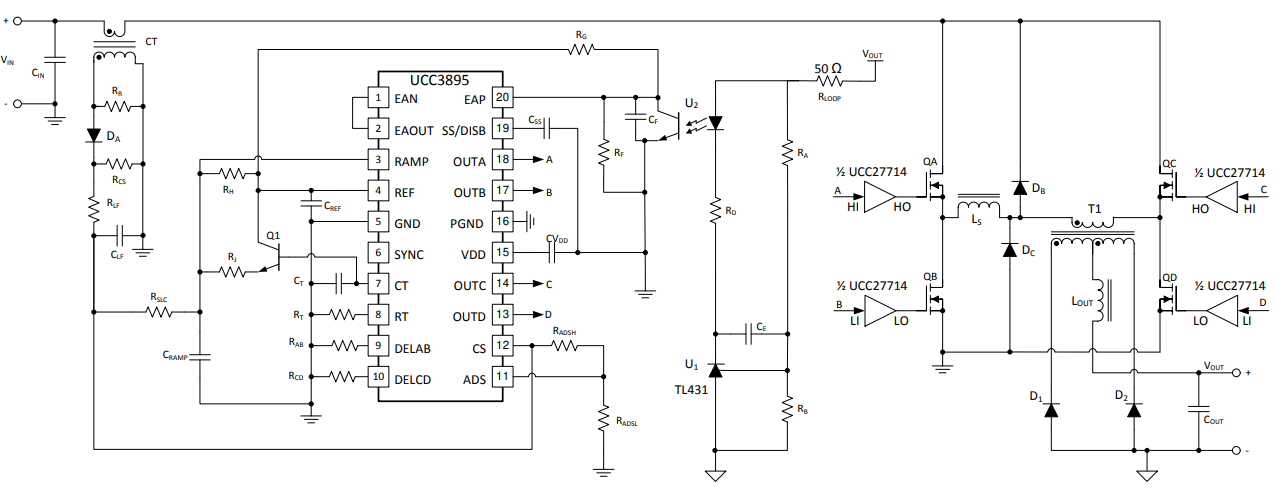 +
CT
VIN
CIN
-
RR
DA
RCS
RLF
CLF
RSLC
CRAMP
RH
RJ
Q1
CREF
CT
RT
RAB
RCD
RG
UCC3895
1 EAN EAP 20
2 EAOUT SS/DISB 19
3 RAMP OUTA 18 A
4 REF OUTB 17 B
5 GND PGND 16
6 SYNC VDD 15
7 CT OUTC 14 C
8 RT OUTD 13 D
9 DELAB CS 12
10 DELCD ADS 11
CSS
CVDD
RADSH
RADSL
RF
CF
U2
VOUT
50 Ω
RLOOP
RA
RD
CE
U1
TL431
RB
½ UCC27714
A
HI HO
QA
DB
LS
DC
T1
QC
½ UCC27714
C
HO HI
½ UCC27714
B
LI LO
QB
LOUT
QD
½ UCC27714
D
LO LI
D1
D2
VOUT
+
COUT
-